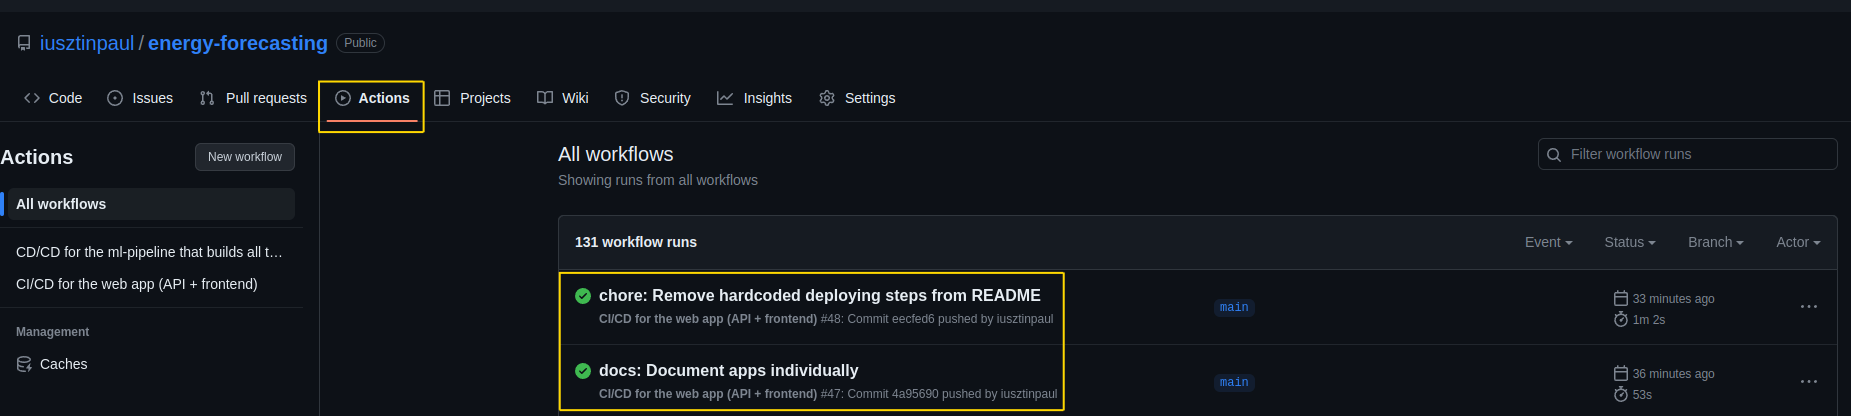 iusztinpaul / energy-forecasting Public
Code Issues Pull requests Actions Projects Wiki Security Insights Settings
Actions
New workflow
All workflows
CD/CD for the ml-pipeline that builds all t…
CI/CD for the web app (API + frontend)
Management
Caches
All workflows
Showing runs from all workflows
Filter workflow runs
131 workflow runs
Event Status Branch Actor
chore: Remove hardcoded deploying steps from README
CI/CD for the web app (API + frontend) #48: Commit eecfed6 pushed by iusztinpaul
main
33 minutes ago
1m 2s
docs: Document apps individually
CI/CD for the web app (API + frontend) #47: Commit 4a95690 pushed by iusztinpaul
main
36 minutes ago
53s